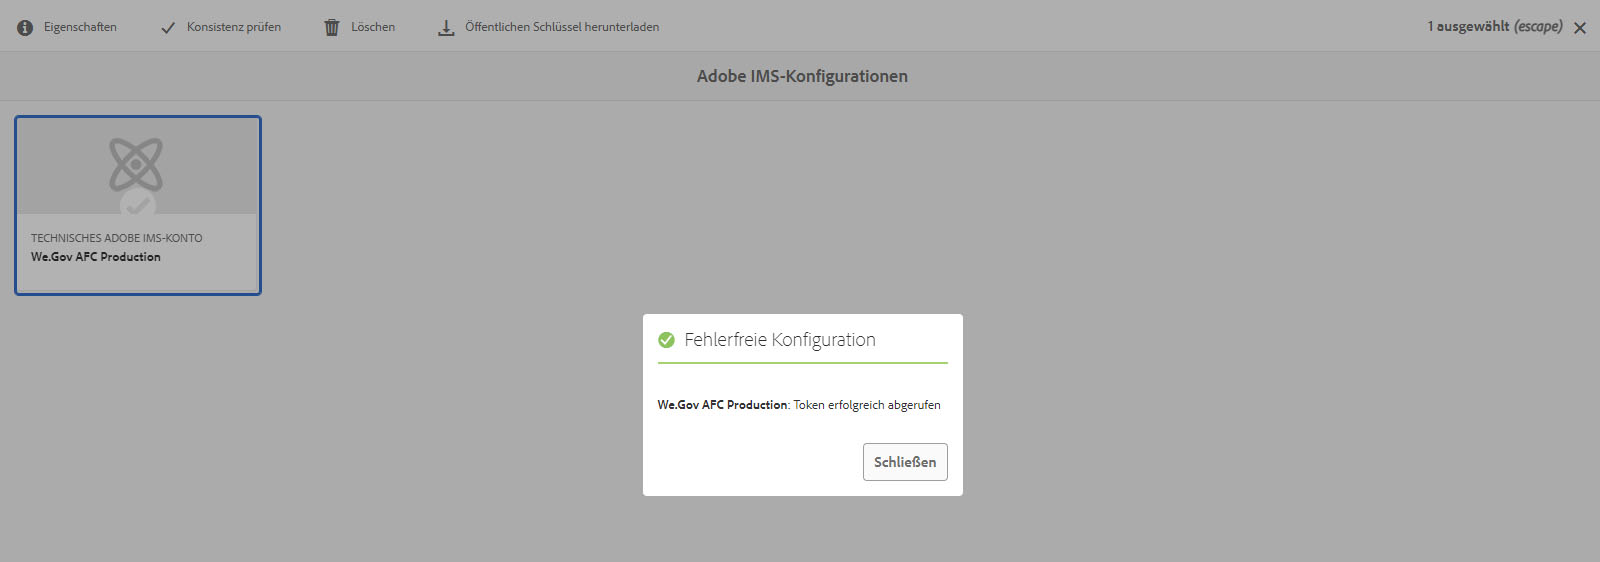 Eigenschaften Konsistenz prüfen Löschen Öffentlichen Schlüssel herunterladen 1 ausgewählt (escape)
Adobe IMS-Konfigurationen
TECHNISCHES ADOBE IMS-KONTO
We.Gov AFC Production
Fehlerfreie Konfiguration
We.Gov AFC Production: Token erfolgreich abgerufen
Schließen